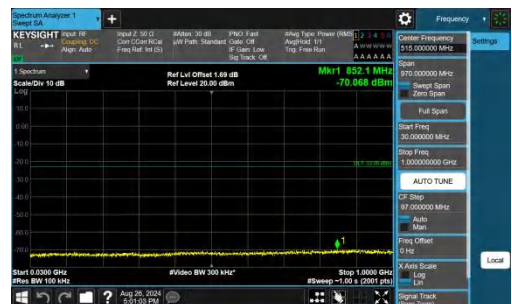 Spectrum Analyzer 1
Swept SA
Frequency
KEYSIGHT
Input: RF
Coupling: DC
Align: Auto
Input Z: 50 Ω
Corr CCorr RCal
Freq Ref: Int (S)
#Atten: 30 dB
µW Path: Standard
PNO: Fast
Gate: Off
IF Gain: Low
Sig Track: Off
#Avg Type: Power (RMS)
Avg|Hold: 1/1
Trig: Free Run
1 2 3 4 5 6
A W W W W W
A A A A A A
1 Spectrum
Scale/Div 10 dB
Log
Ref Lvl Offset 1.69 dB
Ref Level 20.00 dBm
Mkr1 852.1 MHz
-70.068 dBm
10.0
0.00
-10.0
-20.0
-30.0
-40.0
-50.0
-60.0
-70.0
1
Start 0.0300 GHz
#Res BW 100 kHz
#Video BW 300 kHz*
Stop 1.0000 GHz
#Sweep ~1.00 s (2001 pts)
Aug 26, 2024
5:01:03 PM
Center Frequency
515.000000 MHz
Settings
Span
970.000000 MHz
Swept Span
Zero Span
Full Span
Start Freq
30.000000 MHz
Stop Freq
1.000000000 GHz
AUTO TUNE
CF Step
97.000000 MHz
Auto
Man
Freq Offset
0 Hz
X Axis Scale
Log
Lin
Local
Signal Track